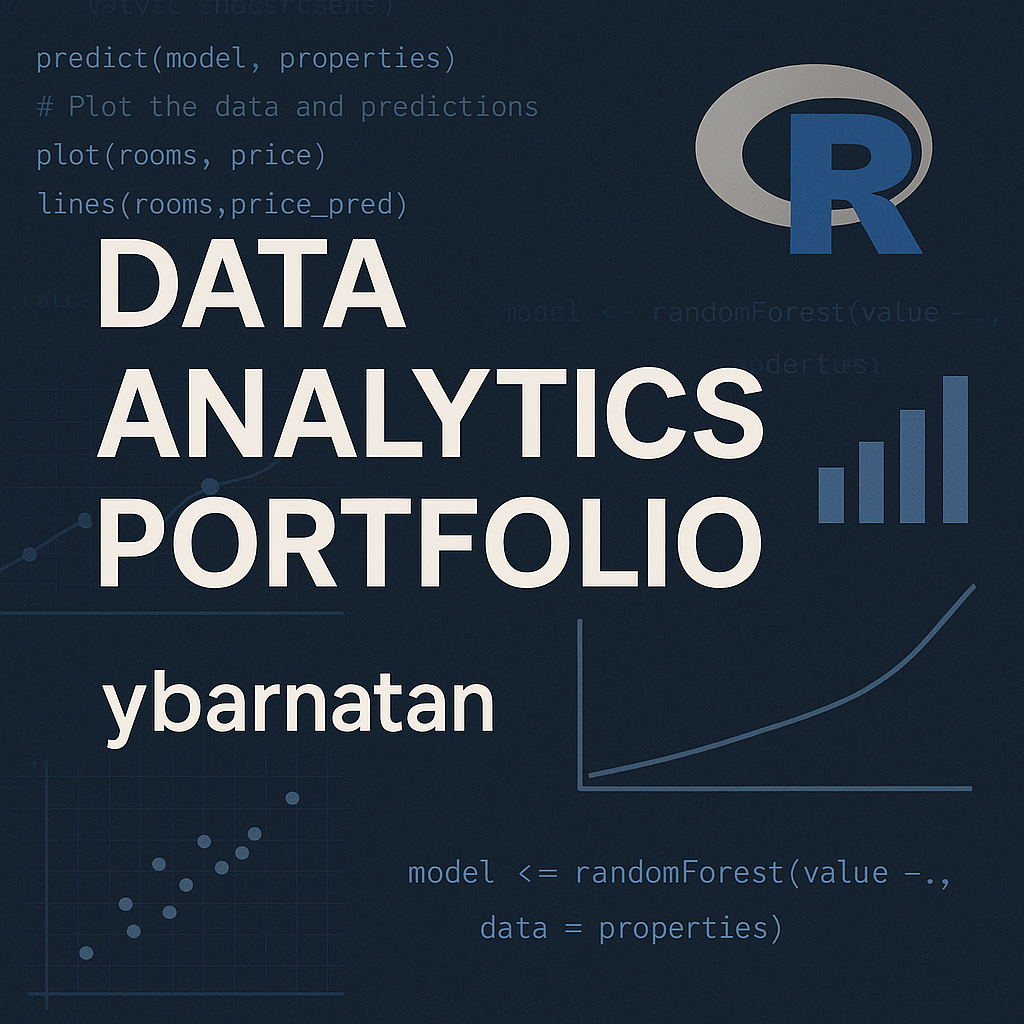 predict(model, properties)
# Plot the data and predictions
plot(rooms, price)
lines(rooms,price_pred)
R
DATA
model <- randomForest(value –.,
ANALYTICS
PORTFOLIO
ybarnatan
model <= randomForest(value –.,
data = properties)